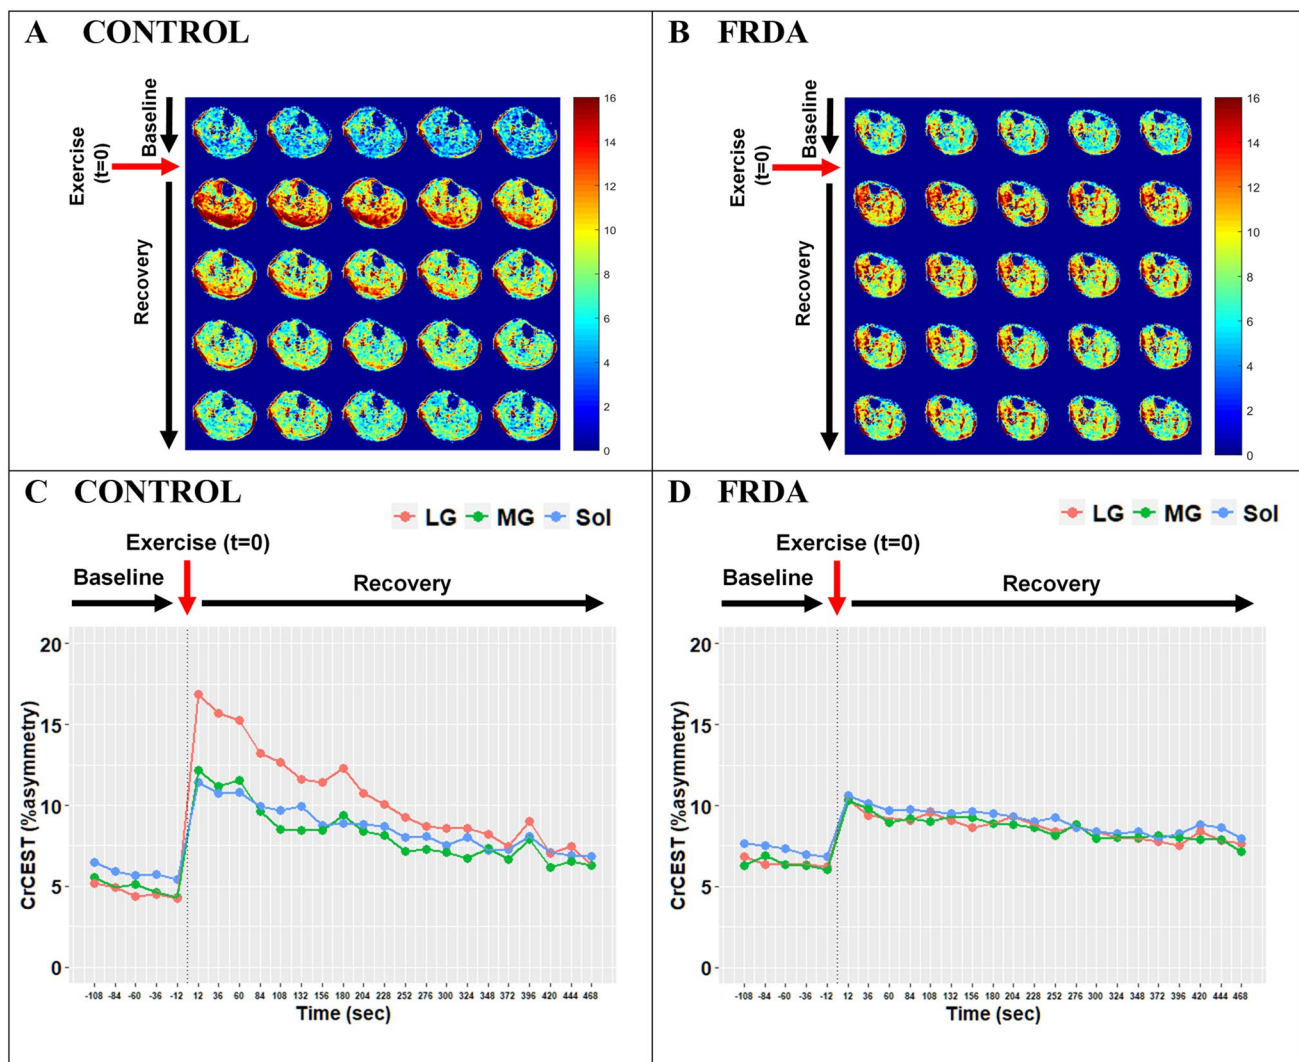 A CONTROL
Baseline
Exercise
(t=0)
Recovery
16
14
12
10
8
6
4
2
0
B FRDA
Baseline
Exercise
(t=0)
Recovery
16
14
12
10
8
6
4
2
0
C CONTROL
LG MG Sol
Exercise (t=0)
Baseline
Recovery
CrCEST (%asymmetry)
20
15
10
5
0
-108 -84 -60 -36 -12 12 36 60 84 108 132 156 180 204 228 252 276 300 324 348 372 396 420 444 468
Time (sec)
D FRDA
LG MG Sol
Exercise (t=0)
Baseline
Recovery
CrCEST (%asymmetry)
20
15
10
5
0
-108 -84 -60 -36 -12 12 36 60 84 108 132 156 180 204 228 252 276 300 324 348 372 396 420 444 468
Time (sec)